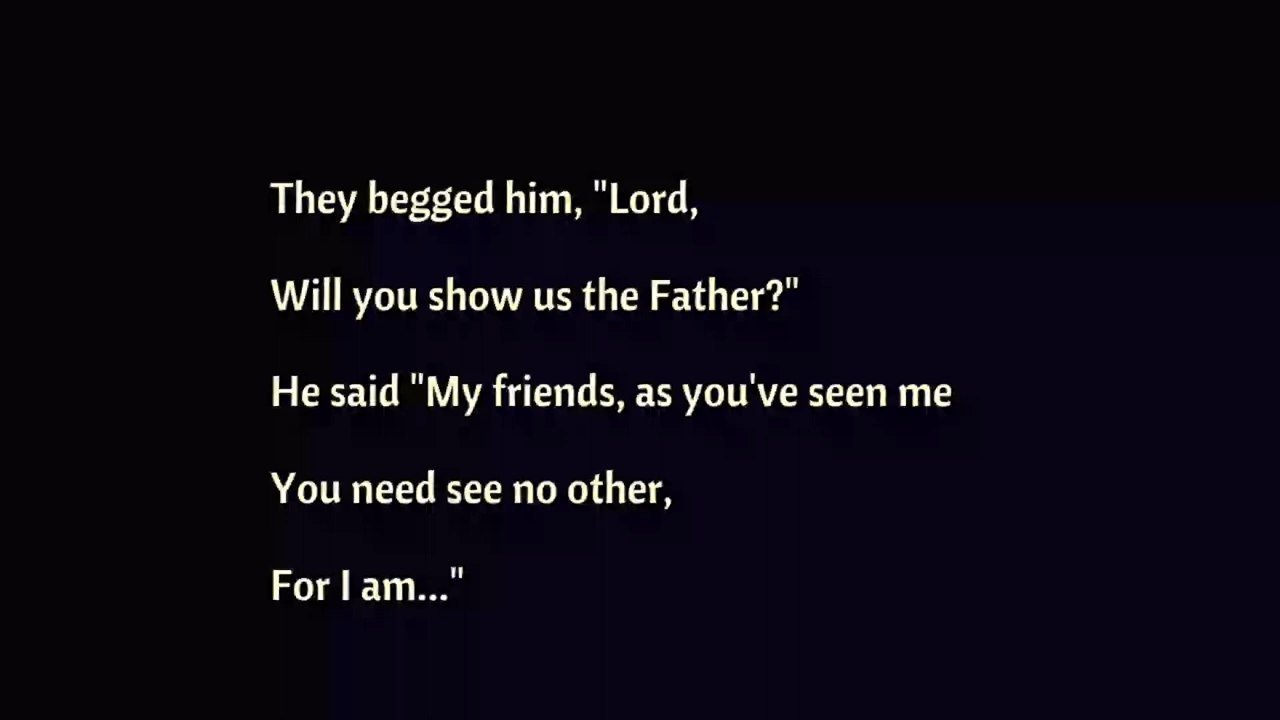 They begged him, "Lord,
Will you show us the Father?"
He said "My friends, as you've seen me
You need see no other,
For I am..."